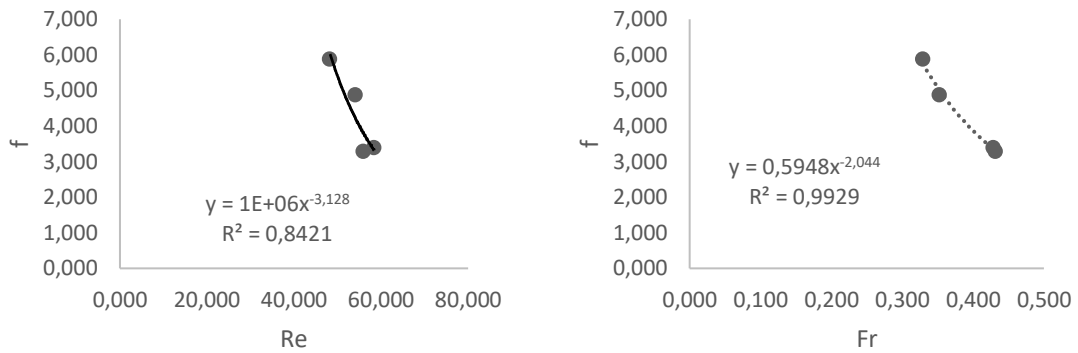 7,000
6,000
5,000
4,000
3,000
2,000
1,000
0,000
f
y = 1E+06x^-3,128
R² = 0,8421
0,000 20,000 40,000 60,000 80,000
Re
7,000
6,000
5,000
4,000
3,000
2,000
1,000
0,000
f
y = 0,5948x^-2,044
R² = 0,9929
0,000 0,100 0,200 0,300 0,400 0,500
Fr